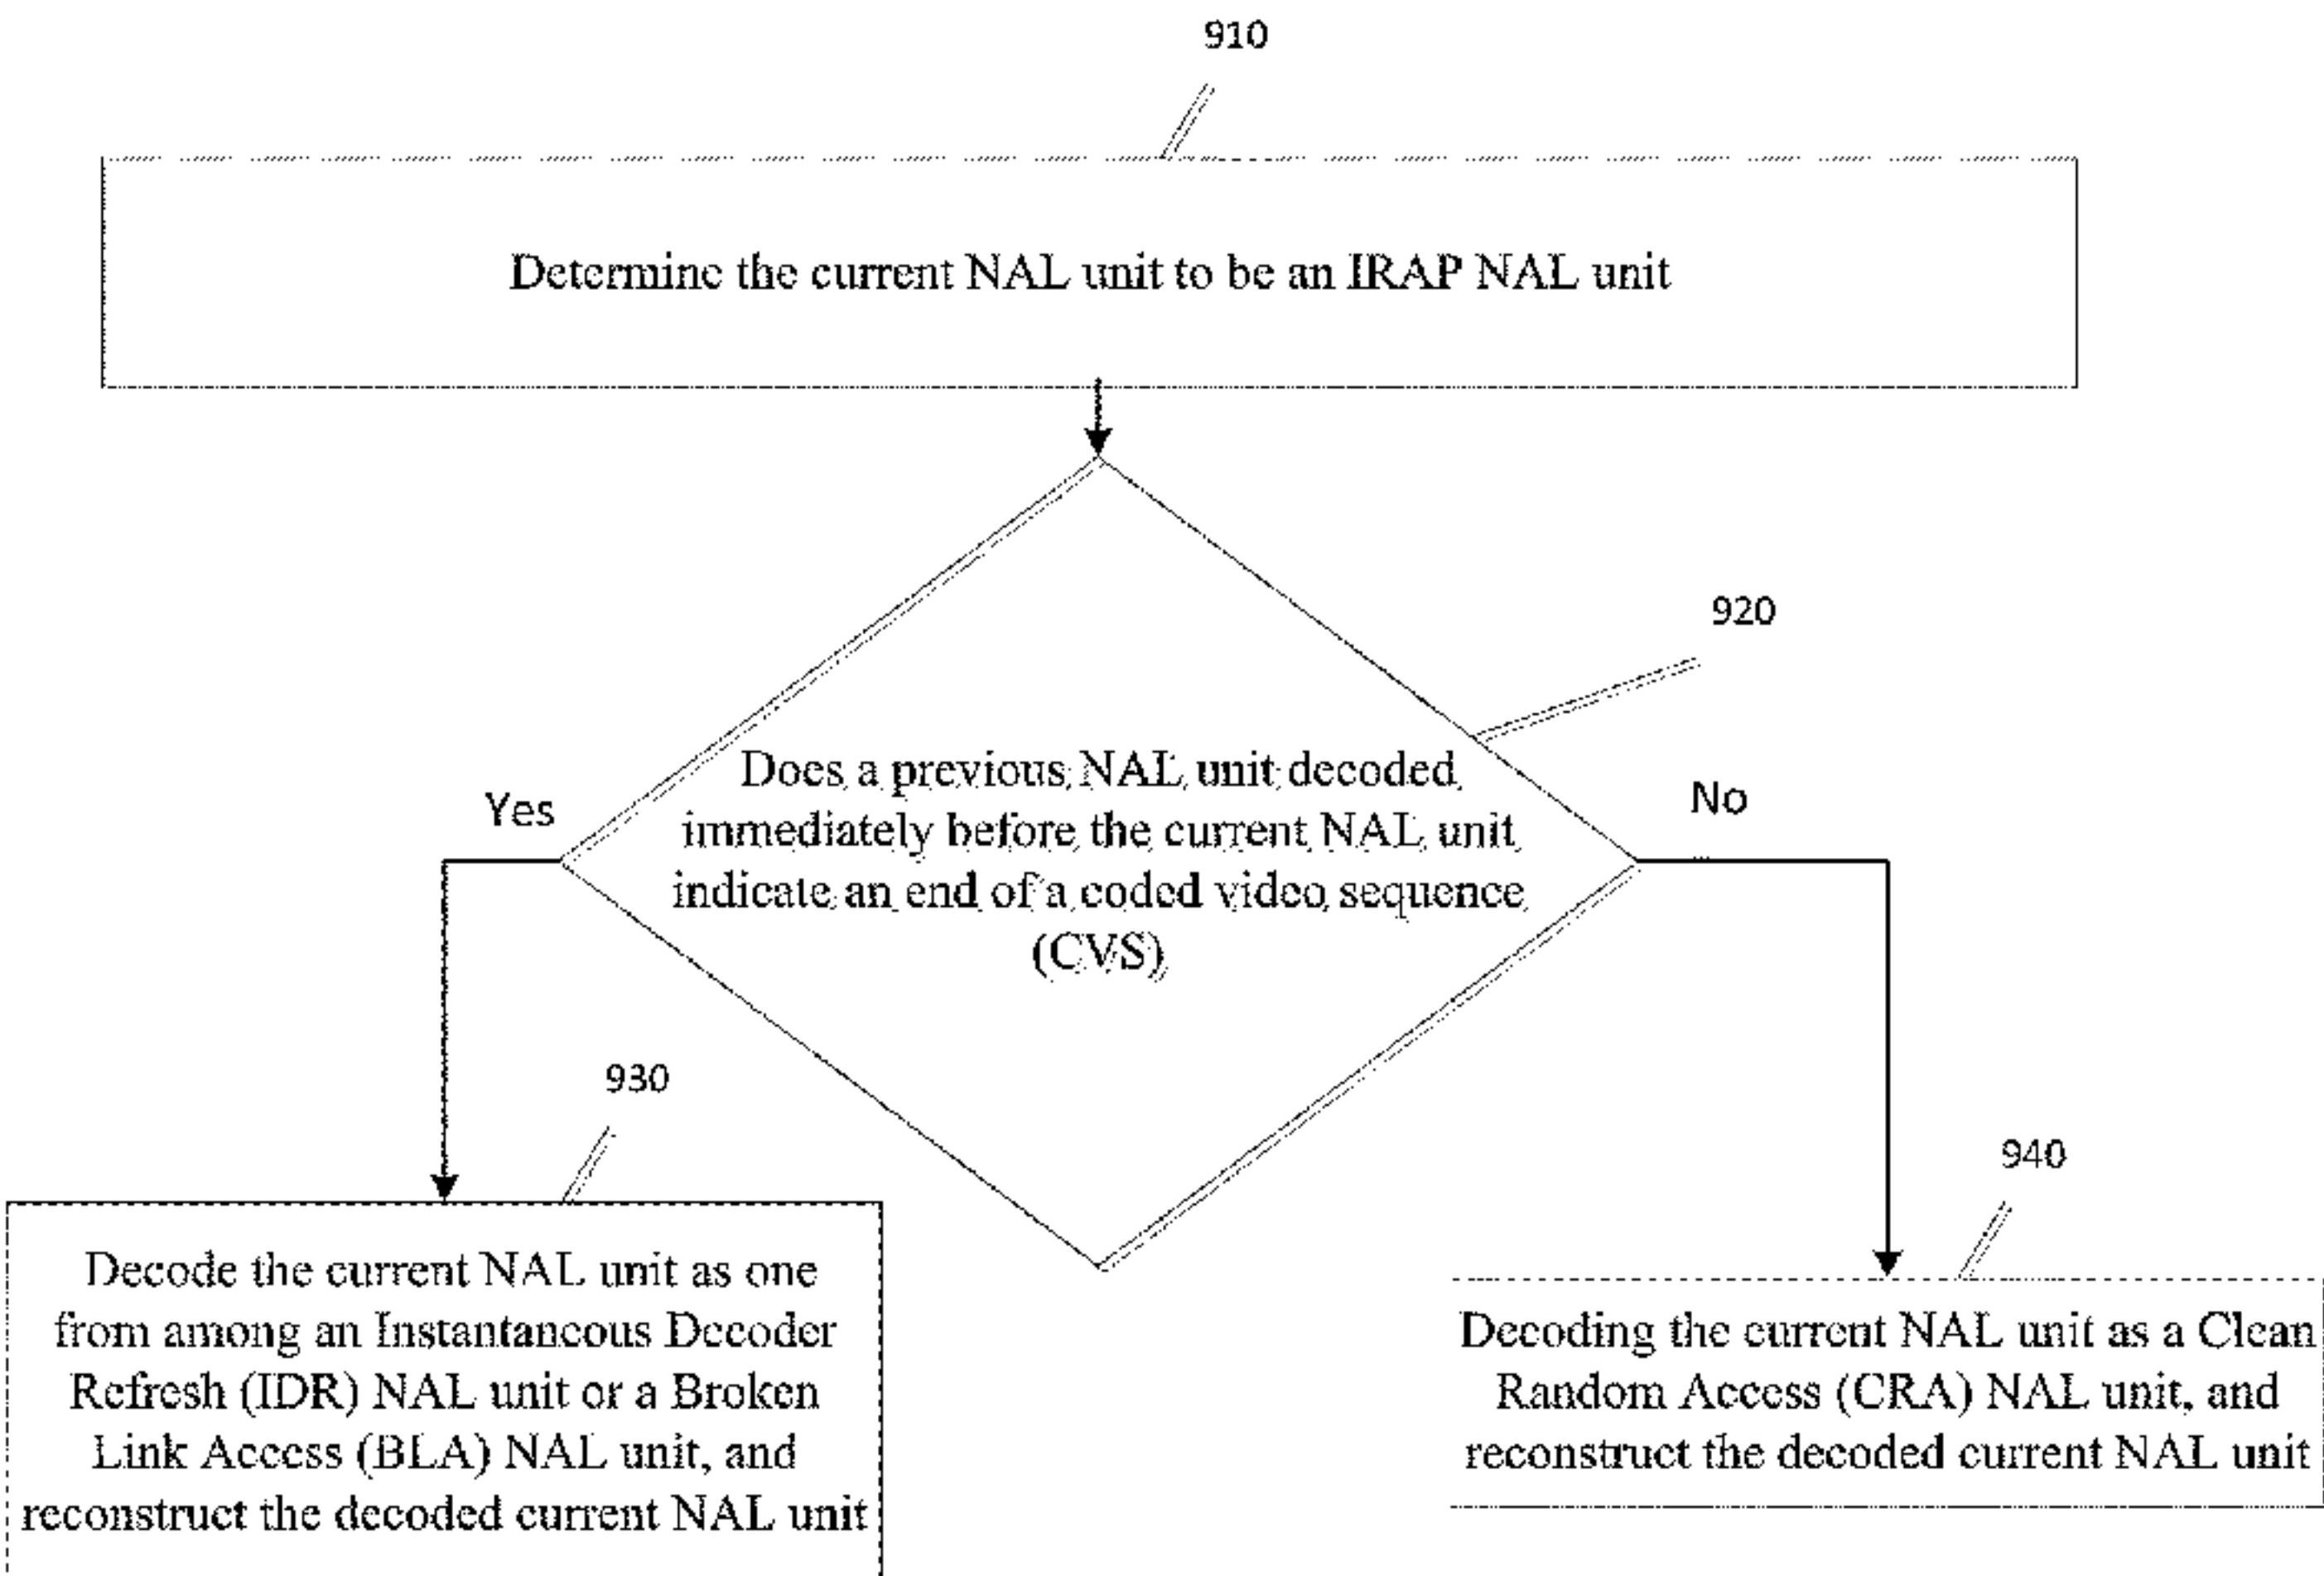 910
Determine the current NAL unit to be an IRAP NAL unit
920
Does a previous NAL unit decoded
immediately before the current NAL unit
indicate an end of a coded video sequence
(CVS)
Yes
No
930
Decode the current NAL unit as one
from among an Instantaneous Decoder
Refresh (IDR) NAL unit or a Broken
Link Access (BLA) NAL unit, and
reconstruct the decoded current NAL unit
940
Decoding the current NAL unit as a Clean
Random Access (CRA) NAL unit, and
reconstruct the decoded current NAL unit